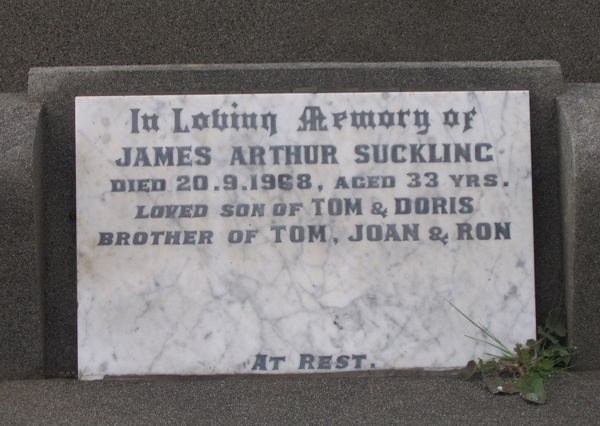 In Loving Memory of
JAMES ARTHUR SUCKLING
DIED 20.9.1968, AGED 33 YRS.
LOVED SON OF TOM & DORIS
BROTHER OF TOM, JOAN & RON
AT REST.